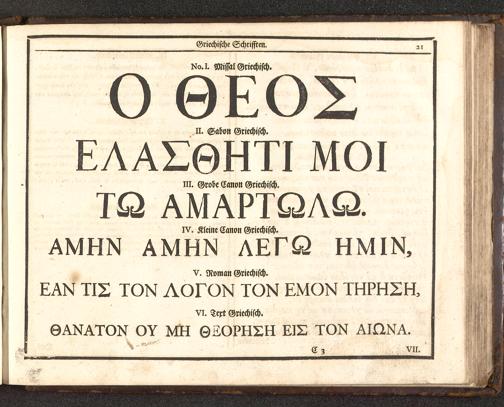 Griechische Schrifften. 21
No. I. Missal Griechisch.
Ο ΘΕΟΣ
II. Sabon Griechisch.
ΕΛΑΣΘΗΤΙ ΜΟΙ
III. Grobe Canon Griechisch.
ΤΩ ΑΜΑΡΤΩΛΩ.
IV. Kleine Canon Griechisch.
ΑΜΗΝ ΑΜΗΝ ΛΕΓΩ ΗΜΙΝ,
V. Roman Griechisch.
ΕΑΝ ΤΙΣ ΤΟΝ ΛΟΓΟΝ ΤΟΝ ΕΜΟΝ ΤΗΡΗΣΗ,
VI. Text Griechisch.
ΘΑΝΑΤΟΝ ΟΥ ΜΗ ΘΕΟΡΗΣΗ ΕΙΣ ΤΟΝ ΑΙΩΝΑ.
C 3 VII.